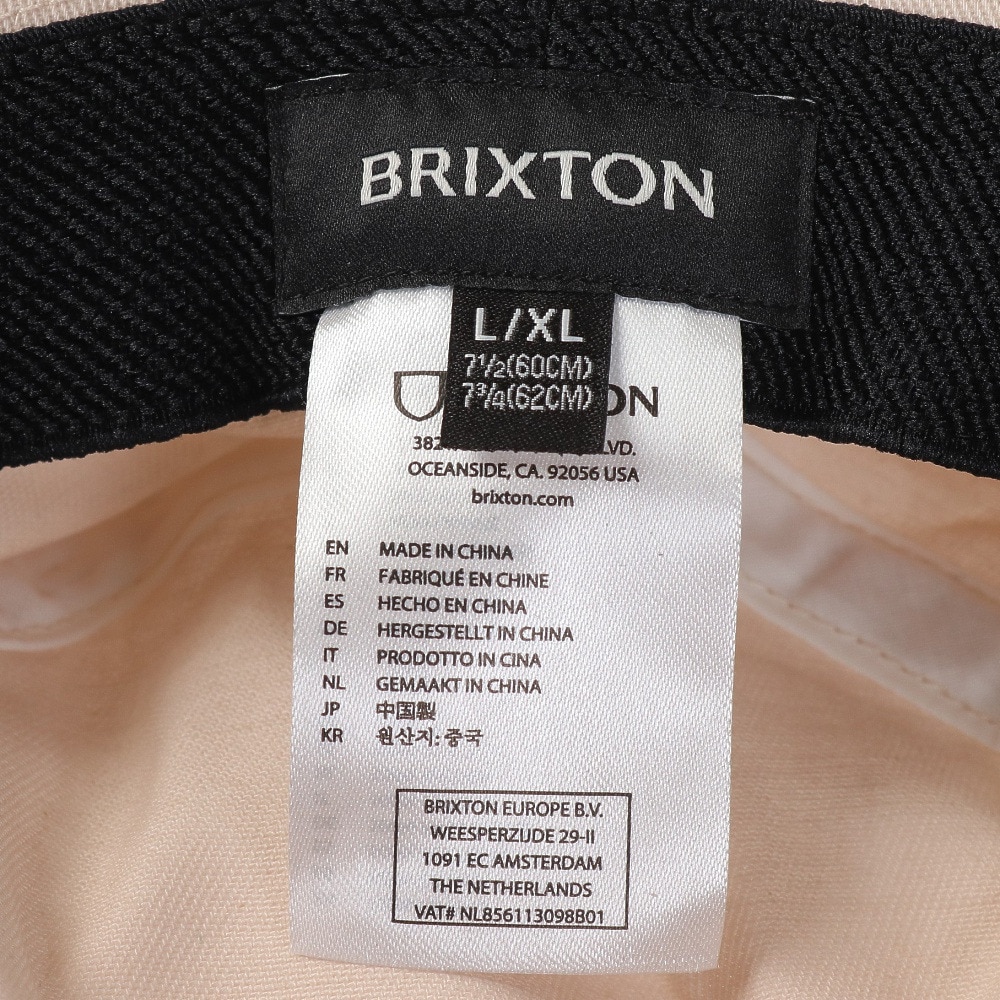 BRIXTON
L/XL
7½(60CM)
7¾(62CM)
OCEANSIDE, CA. 92056 USA
brixton.com
EN MADE IN CHINA
FR FABRIQUÉ EN CHINE
ES HECHO EN CHINA
DE HERGESTELLT IN CHINA
IT PRODOTTO IN CINA
NL GEMAAKT IN CHINA
JP 中国製
KR 원산지: 중국
BRIXTON EUROPE B.V.
WEESPERZIJDE 29-II
1091 EC AMSTERDAM
THE NETHERLANDS
VAT# NL856113098B01